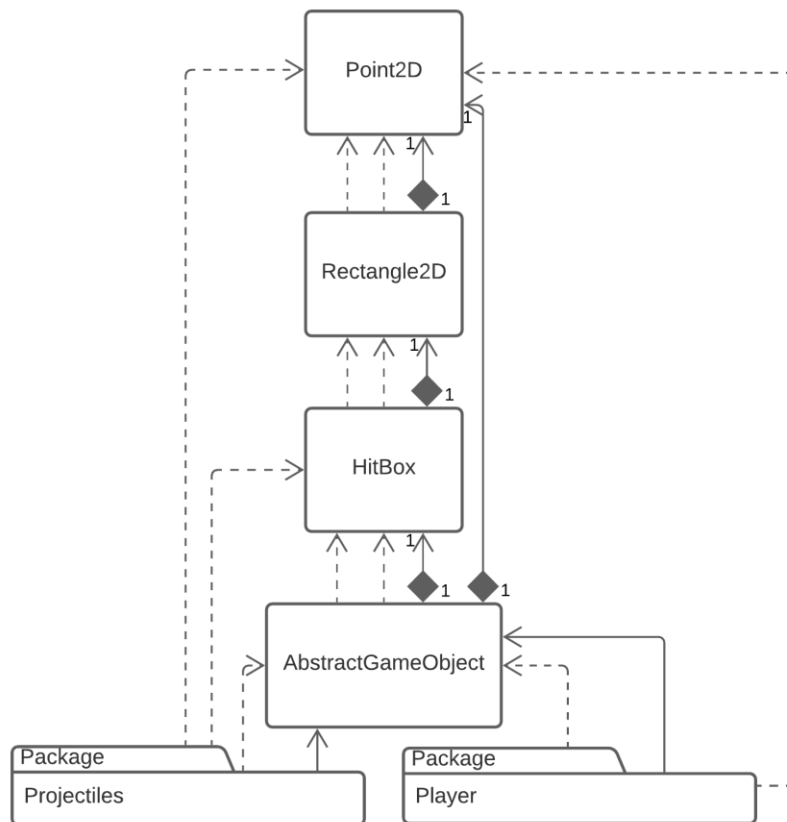 Point2D
1
1
1
Rectangle2D
1
1
HitBox
1
1
1
AbstractGameObject
Package
Projectiles
Package
Player